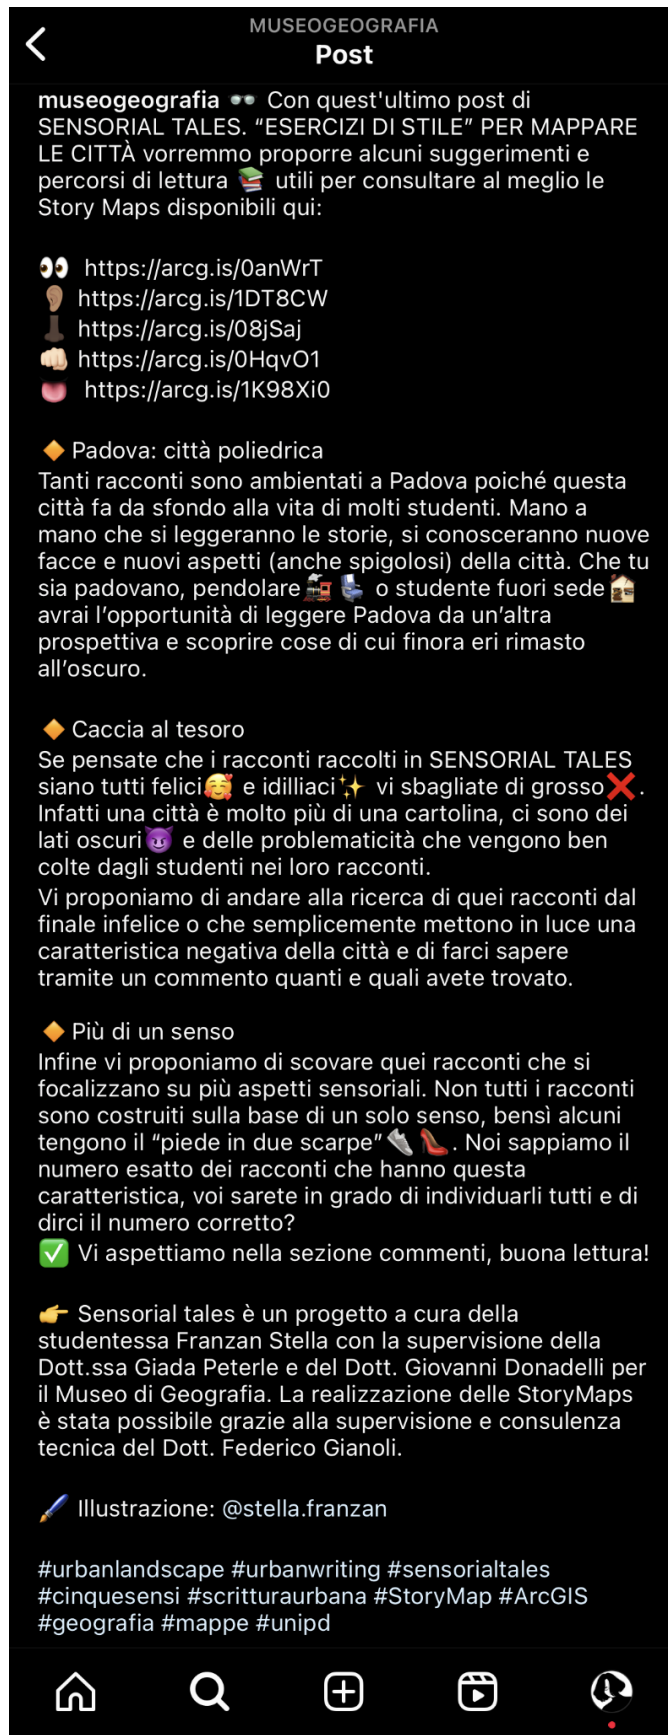 MUSEOGEOGRAFIA
Post
museogeografia 👓 Con quest'ultimo post di
SENSORIAL TALES. “ESERCIZI DI STILE” PER MAPPARE
LE CITTÀ vorremmo proporre alcuni suggerimenti e
percorsi di lettura 📚 utili per consultare al meglio le
Story Maps disponibili qui:
👀 https://arcg.is/0anWrT
👂🏽 https://arcg.is/1DT8CW
👃🏿 https://arcg.is/08jSaj
👊🏻 https://arcg.is/0HqvO1
👅 https://arcg.is/1K98Xi0
🔸 Padova: città poliedrica
Tanti racconti sono ambientati a Padova poiché questa
città fa da sfondo alla vita di molti studenti. Mano a
mano che si leggeranno le storie, si conosceranno nuove
facce e nuovi aspetti (anche spigolosi) della città. Che tu
sia padovano, pendolare🚂💺 o studente fuori sede🏠
avrai l’opportunità di leggere Padova da un’altra
prospettiva e scoprire cose di cui finora eri rimasto
all’oscuro.
🔸 Caccia al tesoro
Se pensate che i racconti raccolti in SENSORIAL TALES
siano tutti felici🥰 e idilliaci✨ vi sbagliate di grosso❌.
Infatti una città è molto più di una cartolina, ci sono dei
lati oscuri😈 e delle problematicità che vengono ben
colte dagli studenti nei loro racconti.
Vi proponiamo di andare alla ricerca di quei racconti dal
finale infelice o che semplicemente mettono in luce una
caratteristica negativa della città e di farci sapere
tramite un commento quanti e quali avete trovato.
🔸 Più di un senso
Infine vi proponiamo di scovare quei racconti che si
focalizzano su più aspetti sensoriali. Non tutti i racconti
sono costruiti sulla base di un solo senso, bensì alcuni
tengono il “piede in due scarpe”👟👠. Noi sappiamo il
numero esatto dei racconti che hanno questa
caratteristica, voi sarete in grado di individuarli tutti e di
dirci il numero corretto?
✅ Vi aspettiamo nella sezione commenti, buona lettura!
👉 Sensorial tales è un progetto a cura della
studentessa Franzan Stella con la supervisione della
Dott.ssa Giada Peterle e del Dott. Giovanni Donadelli per
il Museo di Geografia. La realizzazione delle StoryMaps
è stata possibile grazie alla supervisione e consulenza
tecnica del Dott. Federico Gianoli.
🖌️ Illustrazione: @stella.franzan
#urbanlandscape #urbanwriting #sensorialtales
#cinquesensi #scritturaurbana #StoryMap #ArcGIS
#geografia #mappe #unipd